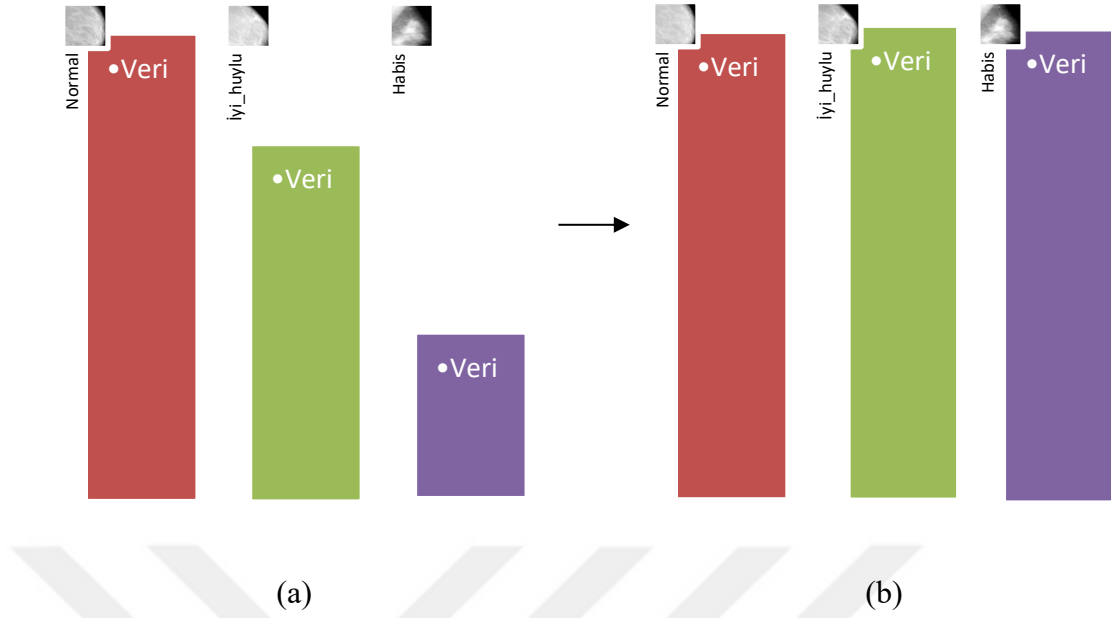 Normal
•Veri
İyi_huylu
•Veri
Habis
•Veri
Normal
•Veri
İyi_huylu
•Veri
Habis
•Veri
(a)
(b)